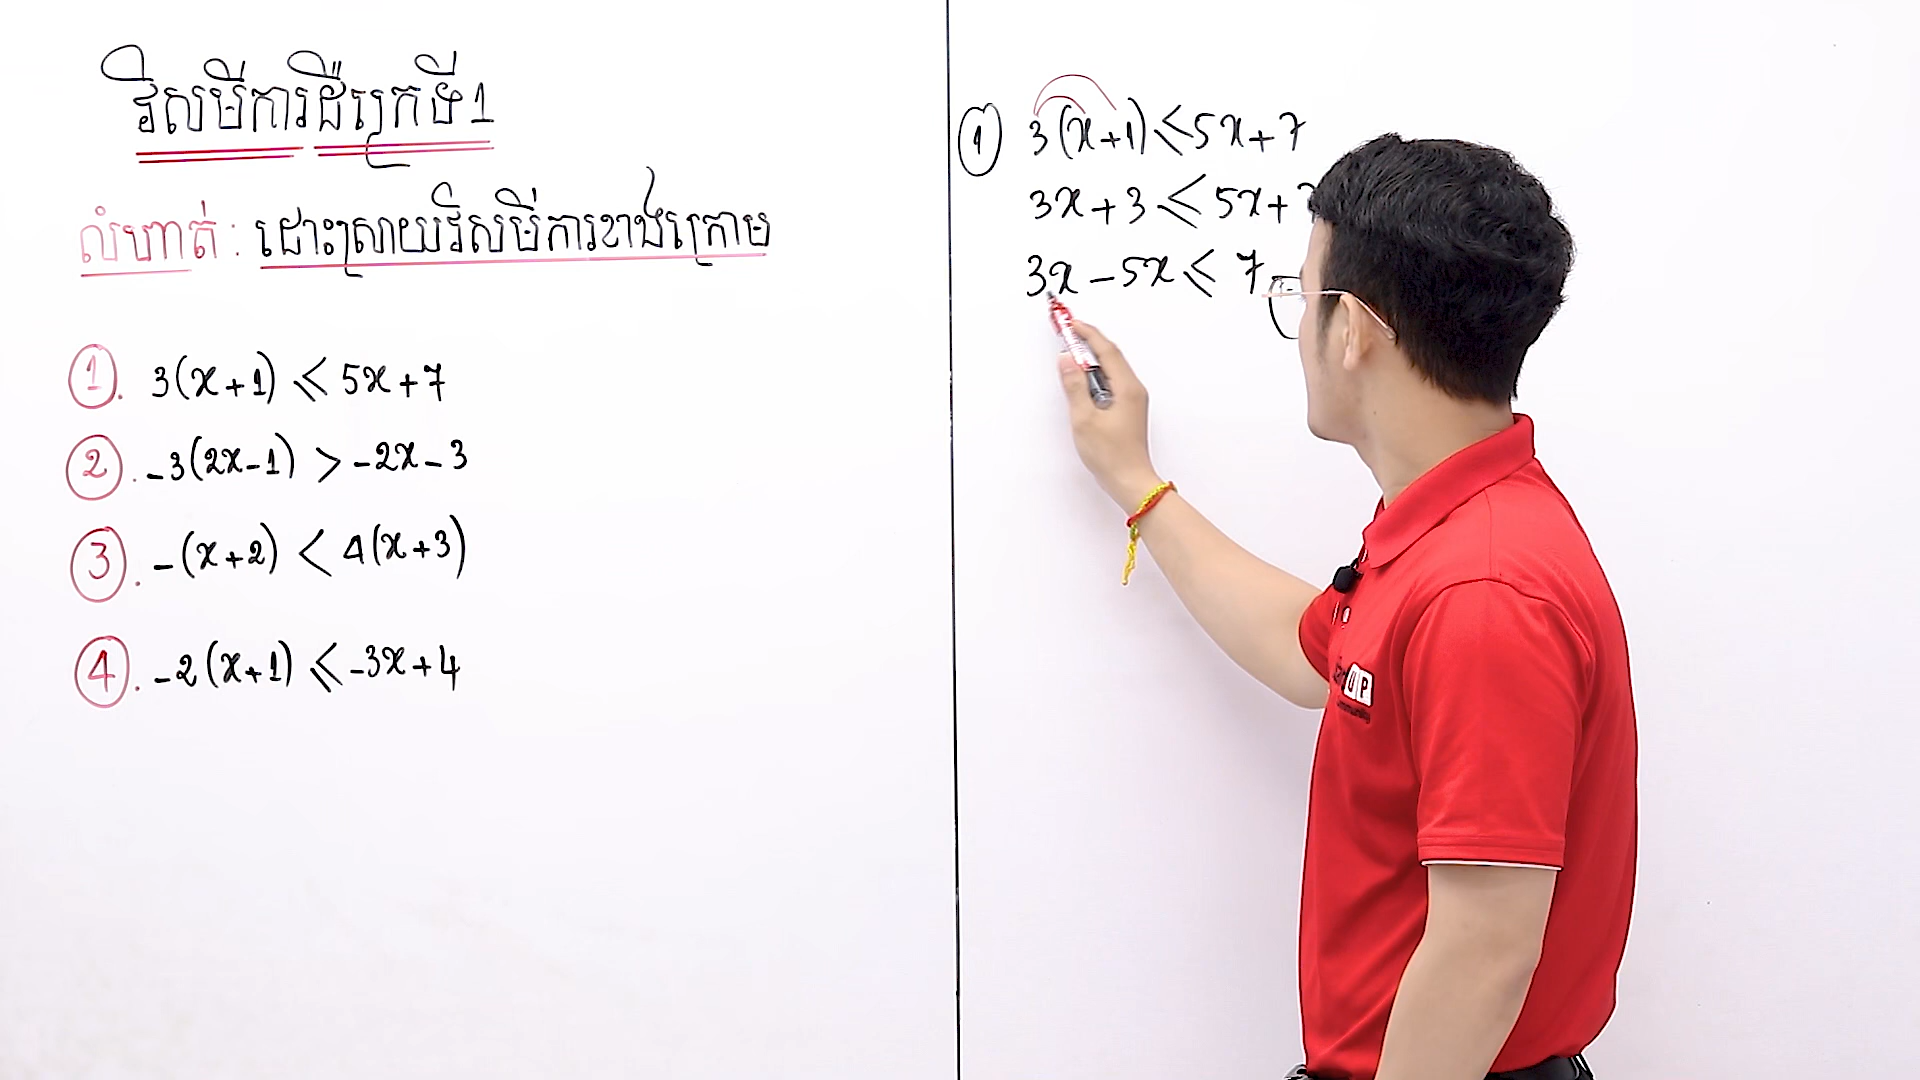 វិសមីការដឺក្រេទី1
លំហាត់ : ដោះស្រាយវិសមីការខាងក្រោម
1. 3(x+1) ⩽ 5x+7
2. -3(2x-1) > -2x-3
3. -(x+2) < 4(x+3)
4. -2(x+1) ⩽ -3x+4
1 3(x+1) ⩽ 5x+7
3x+3 ⩽ 5x+
3x-5x ⩽ 7
UP